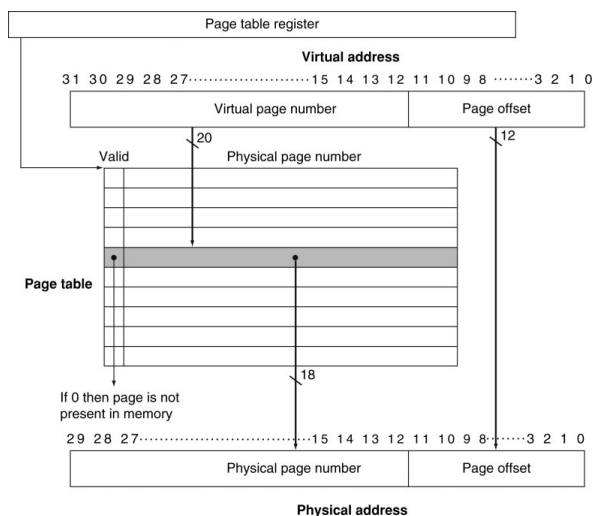 Page table register
Virtual address
31 30 29 28 27·······························15 14 13 12 11 10 9 8 ·······3 2 1 0
Virtual page number
Page offset
20
12
Valid
Physical page number
Page table
18
If 0 then page is not
present in memory
29 28 27·············································15 14 13 12 11 10 9 8·······3 2 1 0
Physical page number
Page offset
Physical address